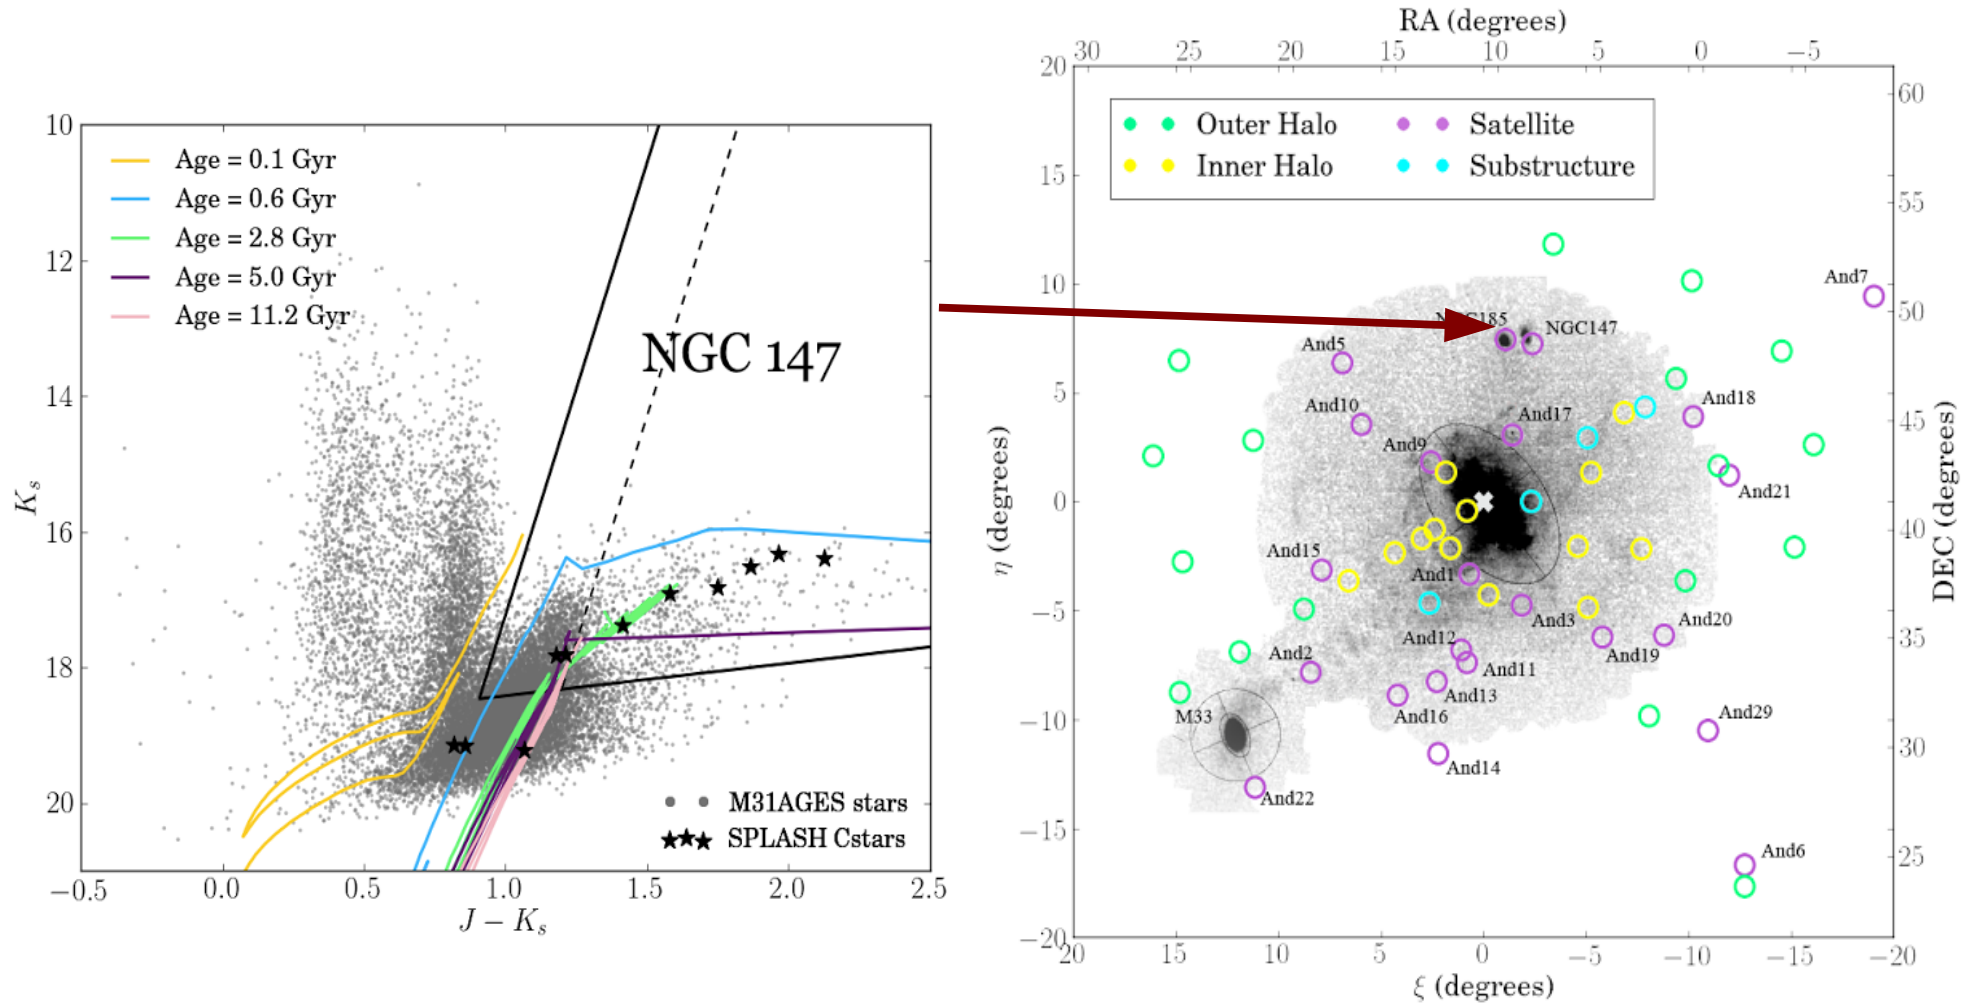 10
12
14
16
18
20
K_s
Age = 0.1 Gyr
Age = 0.6 Gyr
Age = 2.8 Gyr
Age = 5.0 Gyr
Age = 11.2 Gyr
NGC 147
M31AGES stars
SPLASH Cstars
−0.5 0.0 0.5 1.0 1.5 2.0 2.5
J − K_s
RA (degrees)
30 25 20 15 10 5 0 −5
20
15
10
5
0
−5
−10
−15
−20
η (degrees)
Outer Halo
Inner Halo
Satellite
Substructure
And7
NGC185
NGC147
And5
And10
And17
And18
And9
And21
And15
And1
And3
And20
And12
And19
And2
And11
And13
M33
And16
And29
And14
And22
And6
60
55
50
45
40
35
30
25
DEC (degrees)
20 15 10 5 0 −5 −10 −15 −20
ξ (degrees)